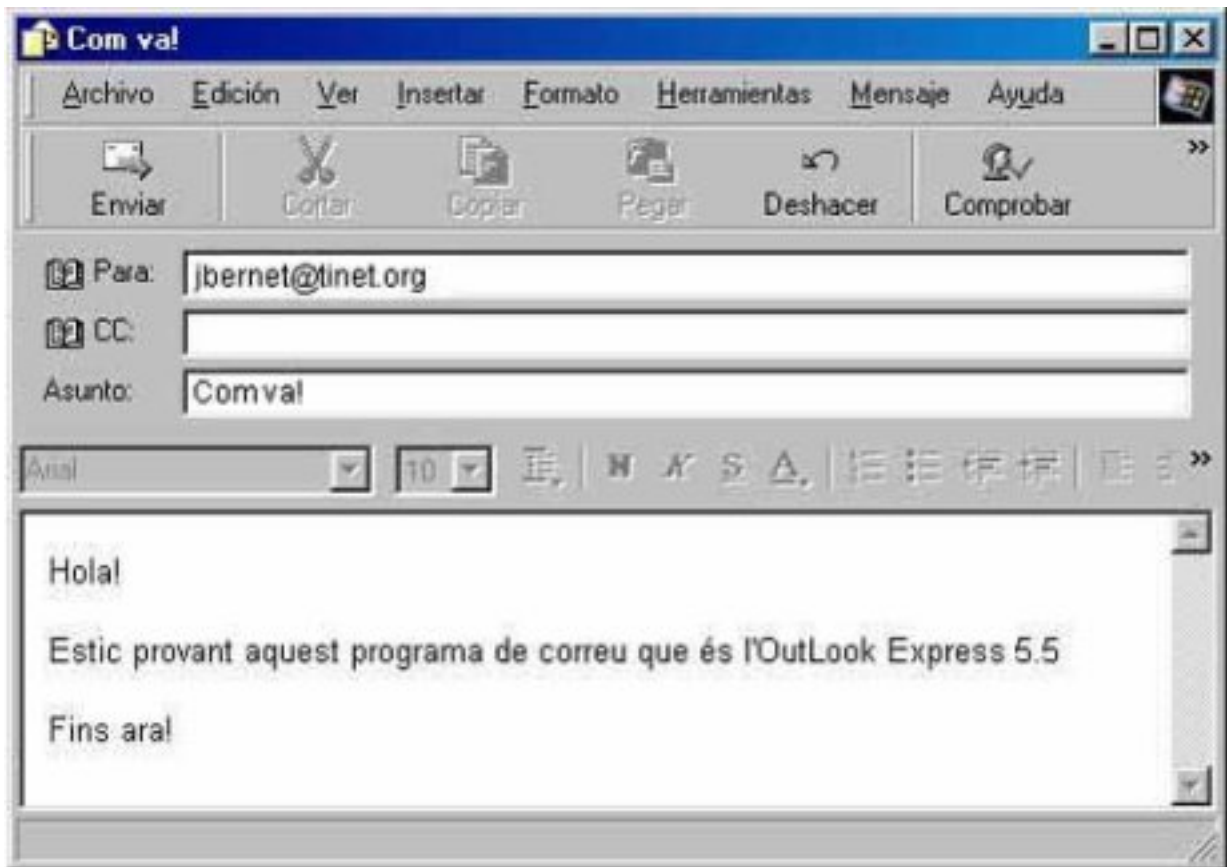 Com va!
Archivo Edición Ver Insertar Formato Herramientas Mensaje Ayuda
Enviar Cortar Copiar Pegar Deshacer Comprobar »
Para: jbernet@tinet.org
CC:
Asunto: Com va!
Arial 10 N K S A »
Hola!
Estic provant aquest programa de correu que és l'OutLook Express 5.5
Fins ara!